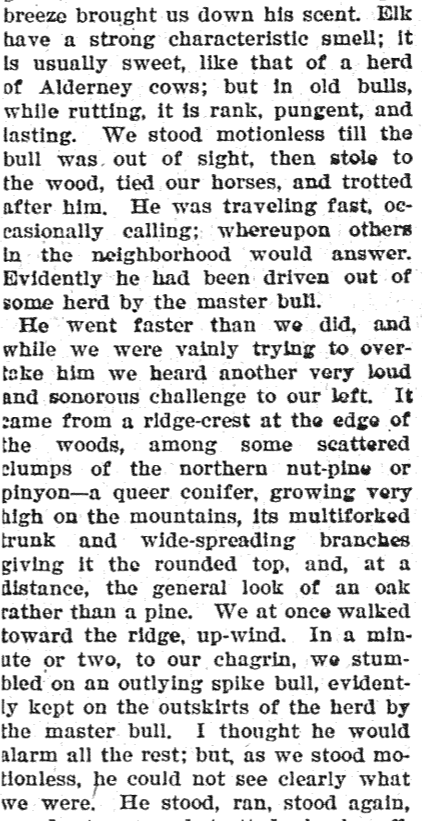 breeze brought us down his scent. Elk
have a strong characteristic smell; it
is usually sweet, like that of a herd
of Alderney cows; but in old bulls,
while rutting, it is rank, pungent, and
lasting. We stood motionless till the
bull was out of sight, then stole to
the wood, tied our horses, and trotted
after him. He was traveling fast, oc-
casionally calling; whereupon others
in the neighborhood would answer.
Evidently he had been driven out of
some herd by the master bull.
He went faster than we did, and
while we were vainly trying to over-
take him we heard another very loud
and sonorous challenge to our left. It
came from a ridge-crest at the edge of
the woods, among some scattered
clumps of the northern nut-pine or
pinyon—a queer conifer, growing very
high on the mountains, its multiforked
trunk and wide-spreading branches
giving it the rounded top, and, at a
distance, the general look of an oak
rather than a pine. We at once walked
toward the ridge, up-wind. In a min-
ute or two, to our chagrin, we stum-
bled on an outlying spike bull, evident-
ly kept on the outskirts of the herd by
the master bull. I thought he would
alarm all the rest; but, as we stood mo-
tionless, he could not see clearly what
we were. He stood, ran, stood again,